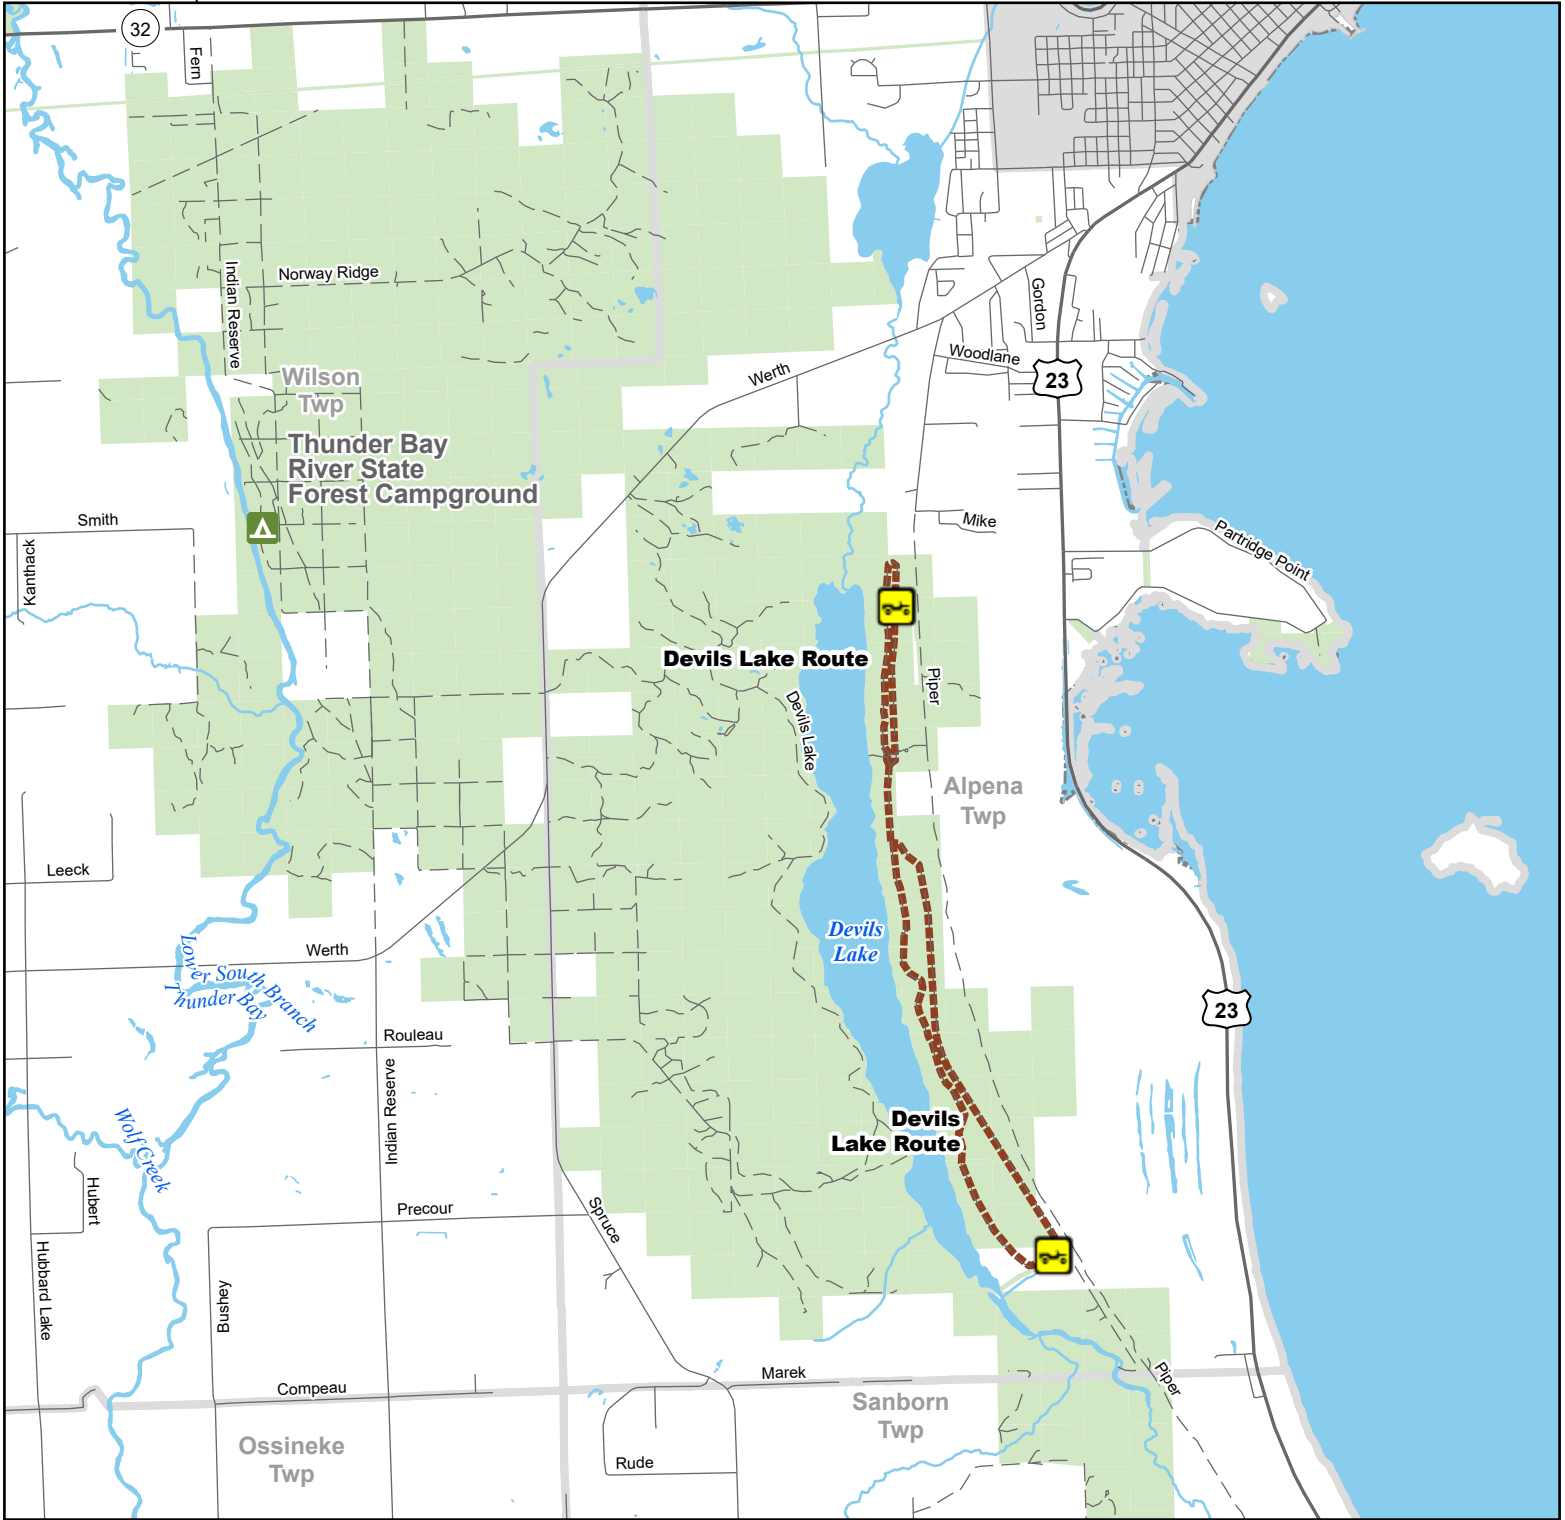 32
Fern
Norway Ridge
Indian Reserve
Gordon
Woodlane
Werth
23
Wilson
Twp
Thunder Bay
River State
Forest Campground
Smith
Kanthack
Mike
Partridge Point
Devils Lake Route
Piper
Devils Lake
Alpena
Twp
Leeck
Devils
Lake
Werth
Lower South Branch
Thunder Bay
23
Rouleau
Indian Reserve
Wolf Creek
Devils
Lake Route
Hubert
Precour
Spruce
Hubbard Lake
Bushey
Marek
Piper
Compeau
Sanborn
Twp
Ossineke
Twp
Rude